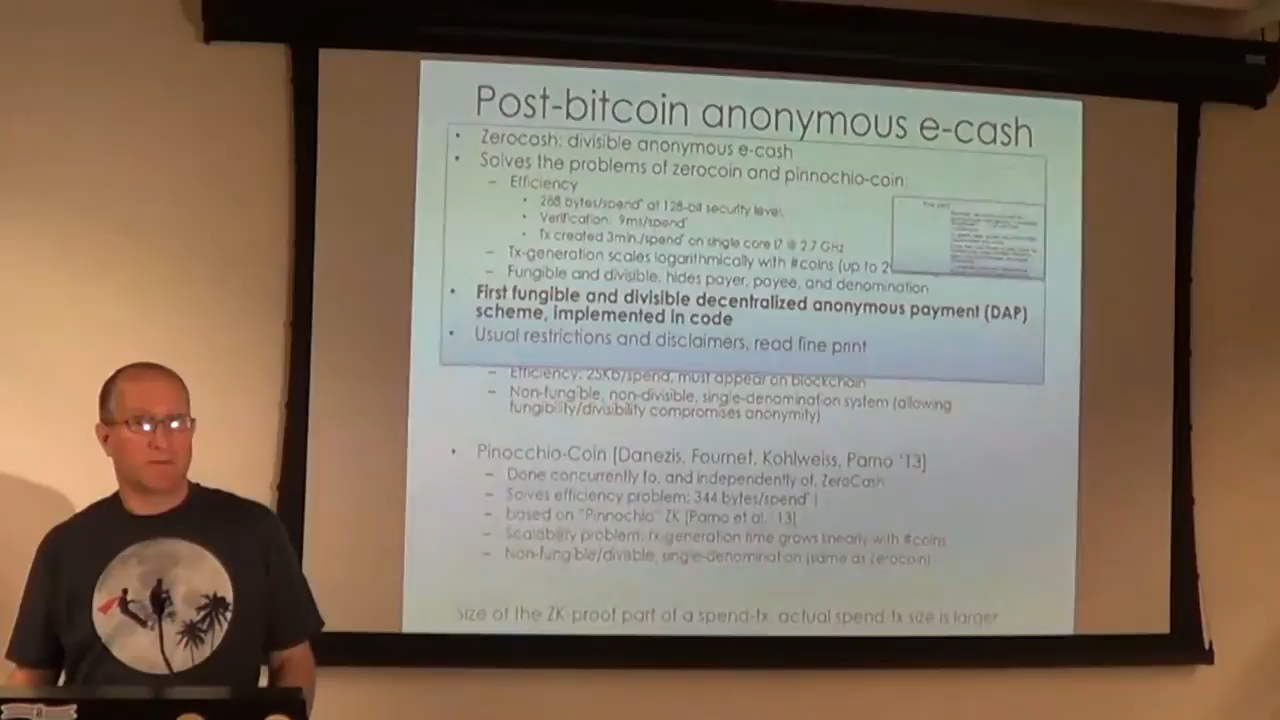 Post-bitcoin anonymous e-cash
• Zerocash: divisible anonymous e-cash
• Solves the problems of zerocoin and pinnochio-coin:
– Efficiency
• 288 bytes/spend* at 128-bit security level.
• Verification: 9ms/spend*
• Tx created 3min./spend* on single core i7 @ 2.7 GHz
– Tx-generation scales logarithmically with #coins (up to
– Fungible and divisible, hides payer, payee, and denomination
• First fungible and divisible decentralized anonymous payment (DAP)
scheme, implemented in code
• Usual restrictions and disclaimers, read fine print
– Efficiency: 25Kb/spend, must appear on blockchain
– Non-fungible, non-divisible, single-denomination system (allowing
fungibility/divisibility compromises anonymity)
• Pinocchio-Coin [Danezis, Fournet, Kohlweiss, Parno '13]
– Done concurrently to, and independently of, ZeroCash
– Solves efficiency problem: 344 bytes/spend* !
– based on "Pinnochio" ZK [Parno et al. '13]
– Scalability problem: tx-generation time grows linearly with #coins
– Non-fungible/divisible, single-denomination (same as Zerocoin)
Size of the ZK-proof part of a spend-tx, actual spend-tx size is larger